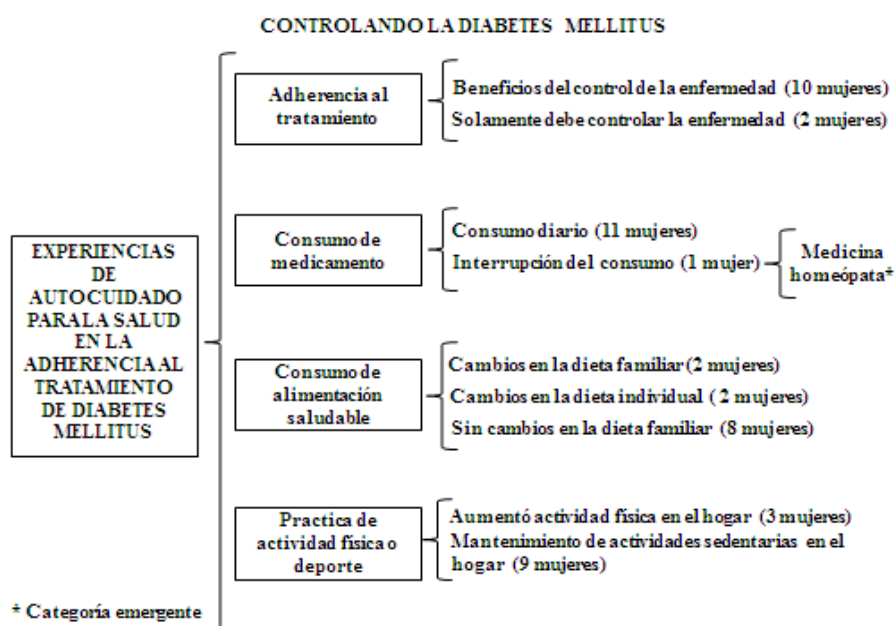 CONTROLANDO LA DIABETES MELLITUS
EXPERIENCIAS
DE
AUTOCUIDADO
PARA LA SALUD
EN LA
ADHERENCIA AL
TRATAMIENTO
DE DIABETES
MELLITUS
Adherencia al
tratamiento
Beneficios del control de la enfermedad (10 mujeres)
Solamente debe controlar la enfermedad (2 mujeres)
Consumo de
medicamento
Consumo diario (11 mujeres)
Interrupción del consumo (1 mujer)
Medicina
homeópata*
Consumo de
alimentación
saludable
Cambios en la dieta familiar (2 mujeres)
Cambios en la dieta individual ( 2 mujeres)
Sin cambios en la dieta familiar (8 mujeres)
Practica de
actividad física o
deporte
Aumentó actividad física en el hogar (3 mujeres)
Mantenimiento de actividades sedentarias en el
hogar (9 mujeres)
* Categoría emergente